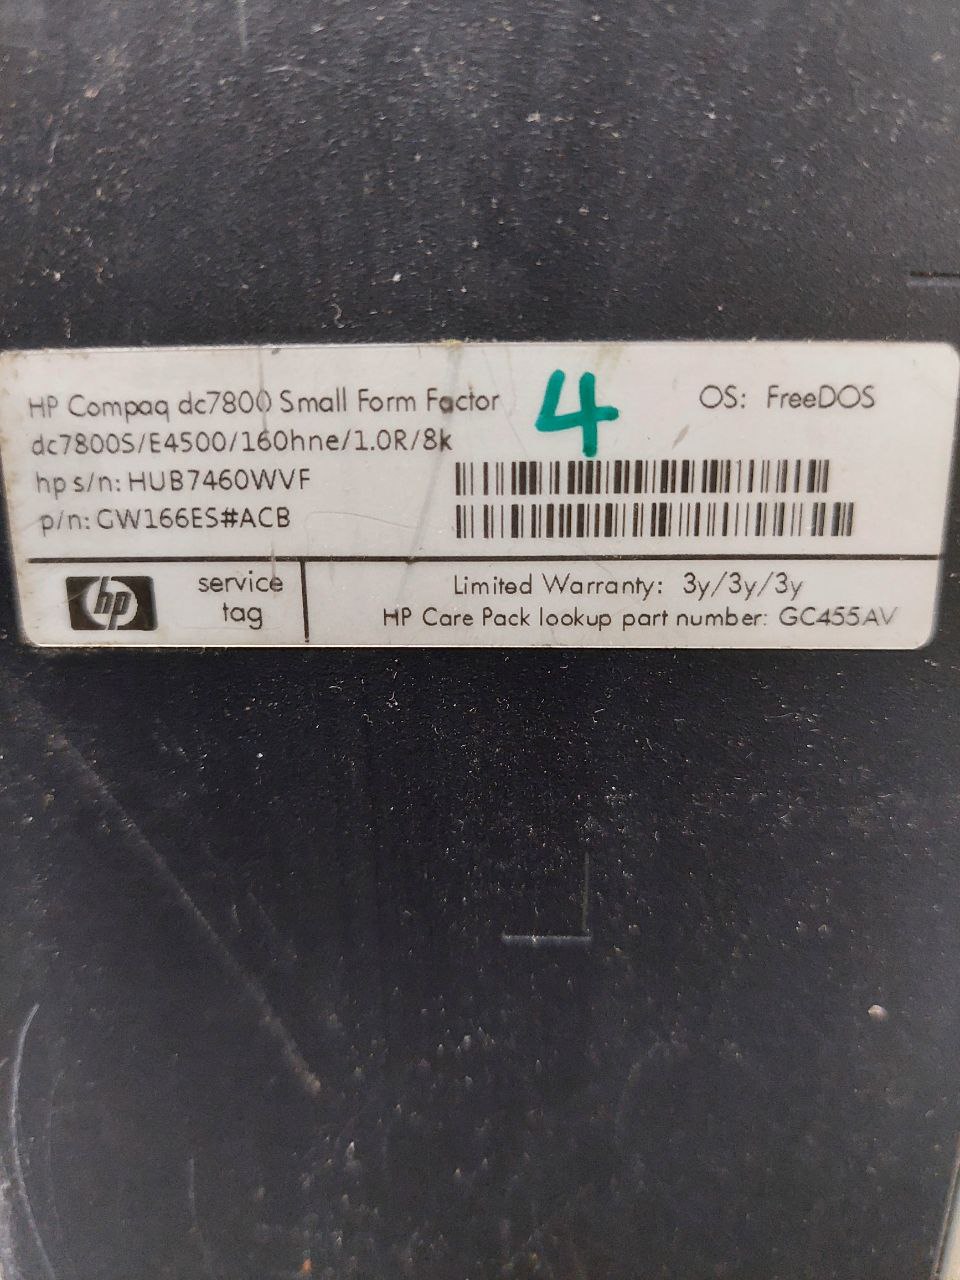 HP Compaq dc7800 Small Form Factor
4
OS: FreeDOS
dc7800S/E4500/160hne/1.0R/8k
hp s/n: HUB7460WVF
p/n: GW166ES#ACB
hp
service
tag
Limited Warranty: 3y/3y/3y
HP Care Pack lookup part number: GC455AV